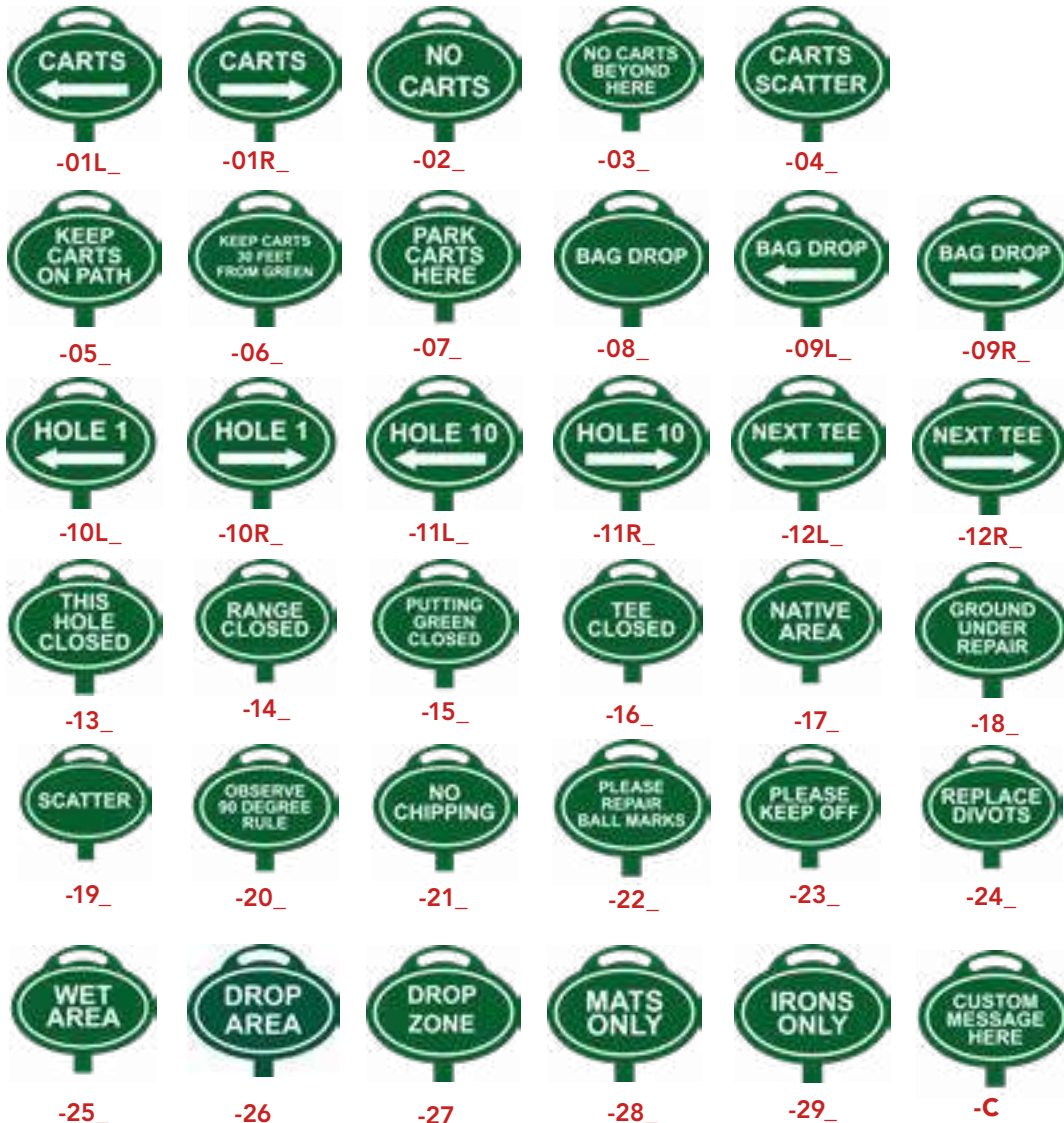 CARTS
CARTS
NO
CARTS
NO CARTS
BEYOND
HERE
CARTS
SCATTER
-01L_
-01R_
-02_
-03_
-04_
KEEP
CARTS
ON PATH
KEEP CARTS
30 FEET
FROM GREEN
PARK
CARTS
HERE
BAG DROP
BAG DROP
BAG DROP
-05_
-06_
-07_
-08_
-09L_
-09R_
HOLE 1
HOLE 1
HOLE 10
HOLE 10
NEXT TEE
NEXT TEE
-10L_
-10R_
-11L_
-11R_
-12L_
-12R_
THIS
HOLE
CLOSED
RANGE
CLOSED
PUTTING
GREEN
CLOSED
TEE
CLOSED
NATIVE
AREA
GROUND
UNDER
REPAIR
-13_
-14_
-15_
-16_
-17_
-18_
SCATTER
OBSERVE
90 DEGREE
RULE
NO
CHIPPING
PLEASE
REPAIR
BALL MARKS
PLEASE
KEEP OFF
REPLACE
DIVOTS
-19_
-20_
-21_
-22_
-23_
-24_
WET
AREA
DROP
AREA
DROP
ZONE
MATS
ONLY
IRONS
ONLY
CUSTOM
MESSAGE
HERE
-25_
-26
-27
-28_
-29_
-C